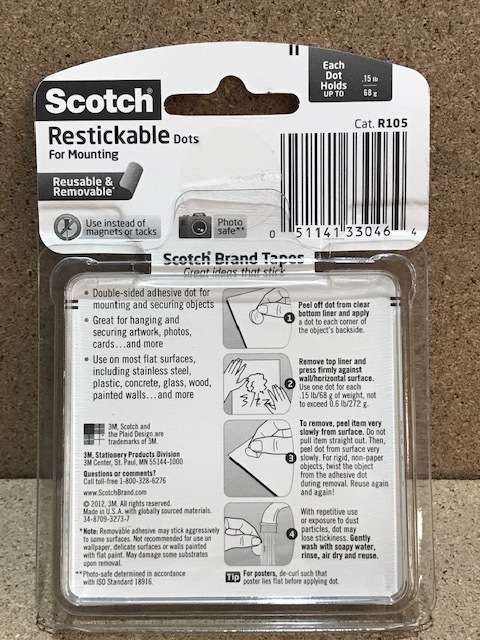 Each
Dot
Holds
UP TO
.15 lb
68 g
Scotch®
Restickable Dots
For Mounting
Cat. R105
Reusable &
Removable*
Use instead of
magnets or tacks
Photo
safe**
0 51141 33046 4
Scotch® Brand Tapes
Great ideas that stick
• Double-sided adhesive dot for
mounting and securing objects
• Great for hanging and
securing artwork, photos,
cards...and more
• Use on most flat surfaces,
including stainless steel,
plastic, concrete, glass, wood,
painted walls...and more
3M, Scotch and
the Plaid Design are
trademarks of 3M.
3M, Stationery Products Division
3M Center, St. Paul, MN 55144-1000
Questions or comments?
Call toll-free 1-800-328-6276
www.ScotchBrand.com
© 2012, 3M. All rights reserved.
Made in U.S.A. with globally sourced materials.
34-8709-3273-7
*Note: Removable adhesive may stick aggressively
to some surfaces. Not recommended for use on
wallpaper, delicate surfaces or walls painted
with flat paint. May damage some substrates
upon removal.
**Photo-safe determined in accordance
with ISO Standard 18916.
1
Peel off dot from clear
bottom liner and apply
a dot to each corner of
the object's backside.
2
Remove top liner and
press firmly against
wall/horizontal surface.
Use one dot for each
.15 lb/68 g of weight, not
to exceed 0.6 lb/272 g.
3
To remove, peel item very
slowly from surface. Do not
pull item straight out. Then,
peel dot from surface very
slowly. For rigid, non-paper
objects, twist the object
from the adhesive dot
during removal. Reuse again
and again!
4
With repetitive use
or exposure to dust
particles, dot may
lose stickiness. Gently
wash with soapy water,
rinse, air dry and reuse.
Tip For posters, de-curl such that
poster lies flat before applying dot.